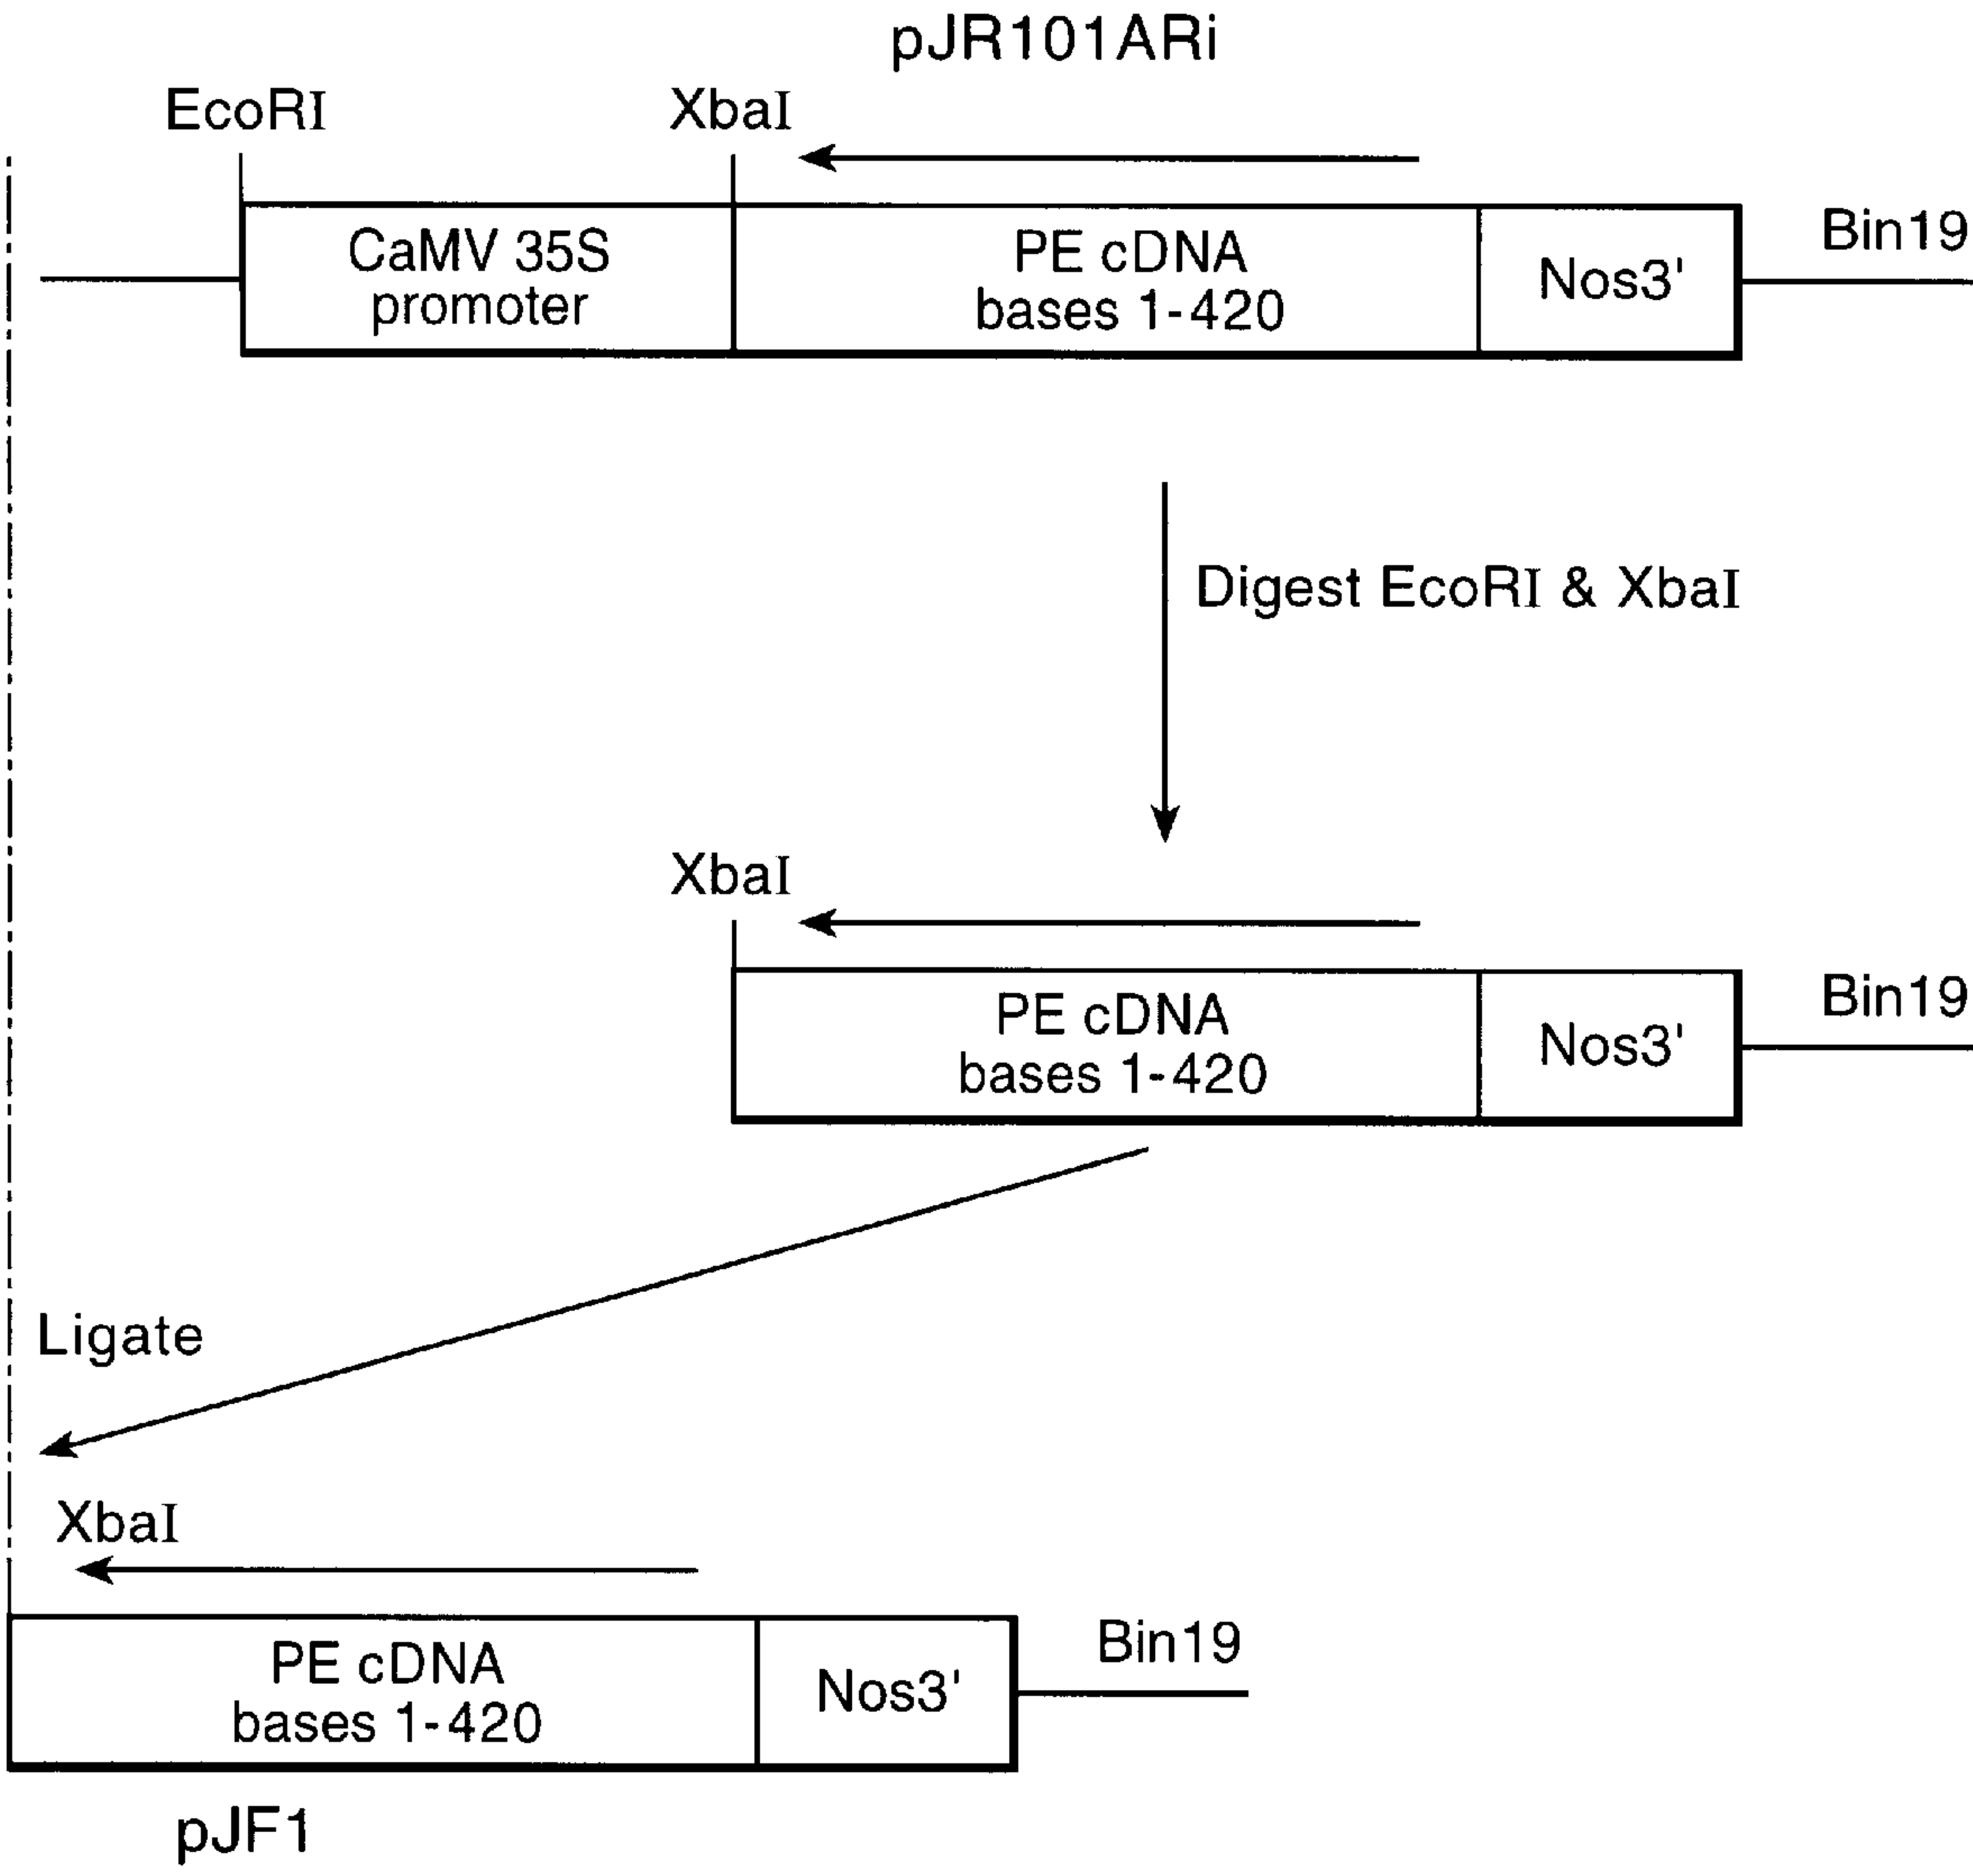 pJR101ARi
EcoRI
XbaI
CaMV 35S
promoter
PE cDNA
bases 1-420
Nos3'
Bin19
Digest EcoRI & XbaI
XbaI
PE cDNA
bases 1-420
Nos3'
Bin19
Ligate
XbaI
PE cDNA
bases 1-420
Nos3'
Bin19
pJF1